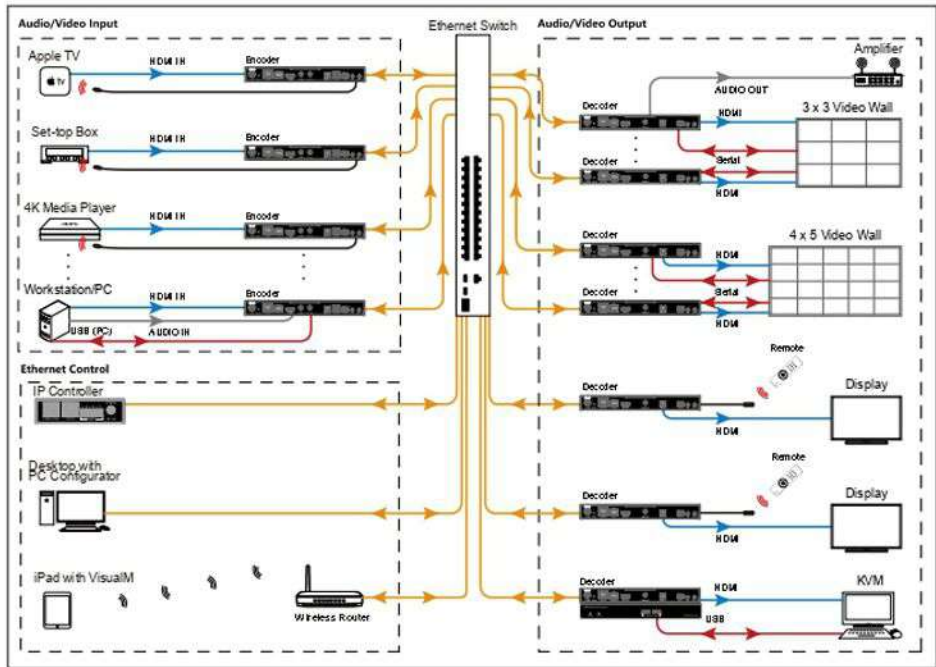 Audio/Video Input
Ethernet Switch
Audio/Video Output
Apple TV
tv
HDMI IN
Encoder
Amplifier
AUDIO OUT
Decoder
HDMI
3 x 3 Video Wall
Set-top Box
HDMI IN
Encoder
Decoder
Serial
HDMI
4K Media Player
HDMI IN
Encoder
Decoder
HDMI
4 x 5 Video Wall
Workstation/PC
HDMI IN
Encoder
USB (PC)
AUDIO IN
Decoder
Serial
HDMI
Ethernet Control
IP Controller
Remote
Decoder
HDMI
Display
Desktop with
PC Configurator
Remote
Decoder
HDMI
Display
iPad with VisualM
Wireless Router
Decoder
HDMI
USB
KVM